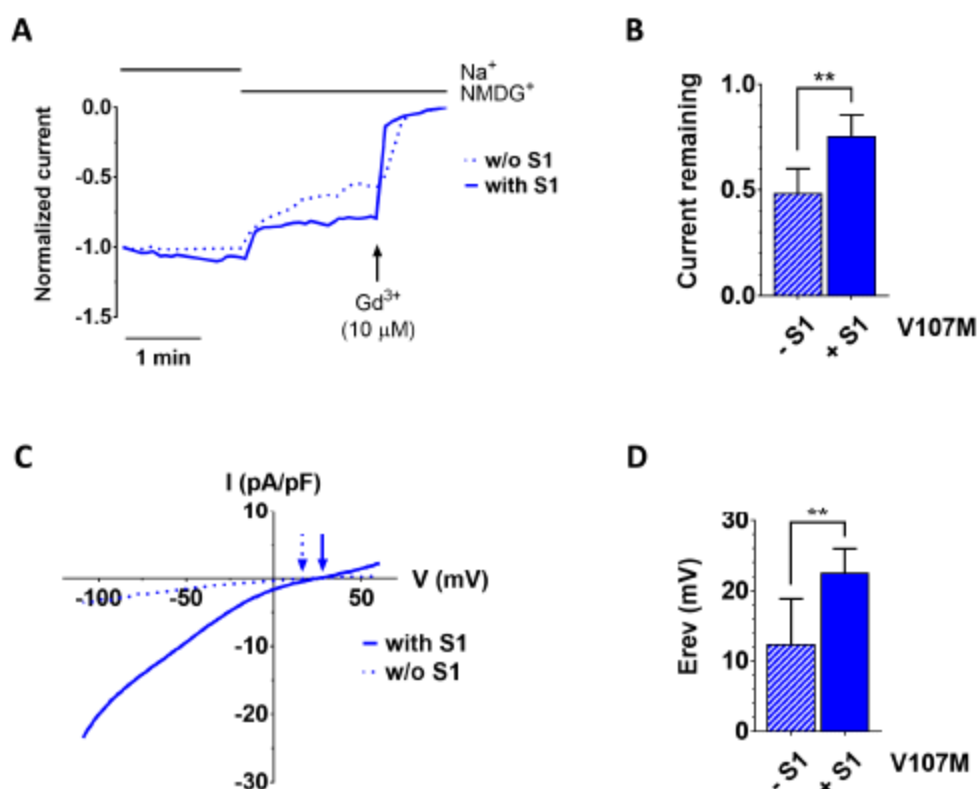 A
Na⁺
NMDG⁺
Normalized current
0.0
-0.5
-1.0
-1.5
w/o S1
with S1
Gd³⁺
(10 μM)
1 min
B
Current remaining
1.0
0.5
0.0
**
- S1
+ S1
V107M
C
I (pA/pF)
10
-100
-50
50
V (mV)
-10
-20
-30
with S1
w/o S1
D
Erev (mV)
30
20
10
0
**
- S1
+ S1
V107M